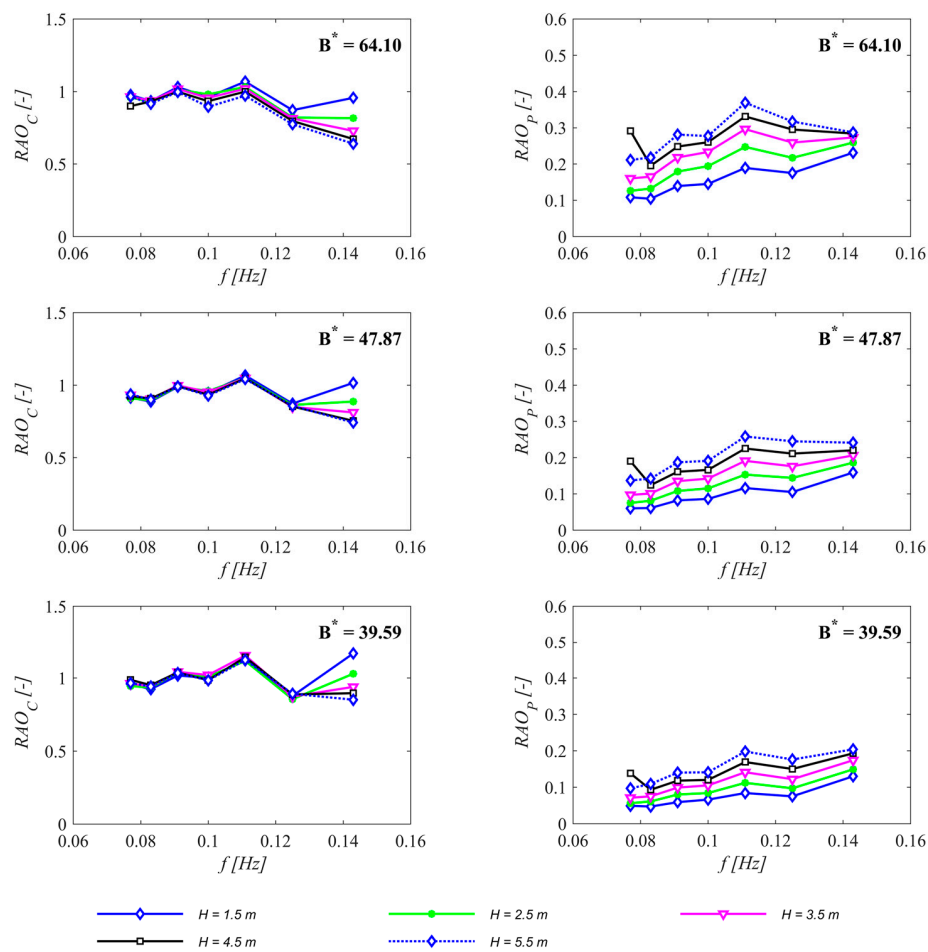 1.5
1
0.5
0
0.06 0.08 0.1 0.12 0.14 0.16
f [Hz]
RAO_C [-]
B* = 64.10
0.6
0.5
0.4
0.3
0.2
0.1
0
0.06 0.08 0.1 0.12 0.14 0.16
f [Hz]
RAO_P [-]
B* = 64.10
1.5
1
0.5
0
0.06 0.08 0.1 0.12 0.14 0.16
f [Hz]
RAO_C [-]
B* = 47.87
0.6
0.5
0.4
0.3
0.2
0.1
0
0.06 0.08 0.1 0.12 0.14 0.16
f [Hz]
RAO_P [-]
B* = 47.87
1.5
1
0.5
0
0.06 0.08 0.1 0.12 0.14 0.16
f [Hz]
RAO_C [-]
B* = 39.59
0.6
0.5
0.4
0.3
0.2
0.1
0
0.06 0.08 0.1 0.12 0.14 0.16
f [Hz]
RAO_P [-]
B* = 39.59
H = 1.5 m
H = 2.5 m
H = 3.5 m
H = 4.5 m
H = 5.5 m